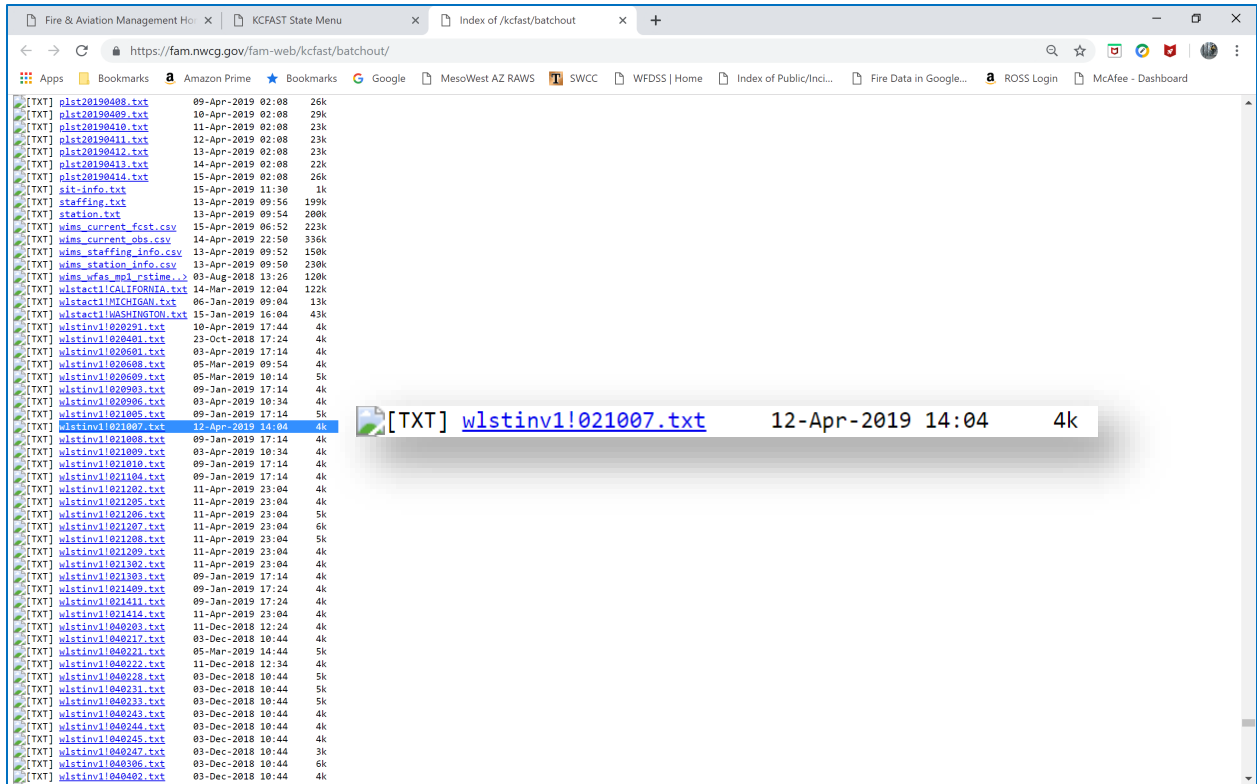 Fire & Aviation Management Ho
KCFAST State Menu
Index of /kcfast/batchout
https://fam.nwcg.gov/fam-web/kcfast/batchout/
Apps Bookmarks Amazon Prime Bookmarks Google MesoWest AZ RAWS SWCC WFDSS | Home Index of Public/Inci... Fire Data in Google... ROSS Login McAfee - Dashboard
[TXT] plst20190408.txt 09-Apr-2019 02:08 26k
[TXT] plst20190409.txt 10-Apr-2019 02:08 29k
[TXT] plst20190410.txt 11-Apr-2019 02:08 23k
[TXT] plst20190411.txt 12-Apr-2019 02:08 23k
[TXT] plst20190412.txt 13-Apr-2019 02:08 23k
[TXT] plst20190413.txt 14-Apr-2019 02:08 22k
[TXT] plst20190414.txt 15-Apr-2019 02:08 26k
[TXT] sit-info.txt 15-Apr-2019 11:30 1k
[TXT] staffing.txt 13-Apr-2019 09:56 199k
[TXT] station.txt 13-Apr-2019 09:54 200k
[TXT] wims_current_fcst.csv 15-Apr-2019 06:52 223k
[TXT] wims_current_obs.csv 14-Apr-2019 22:50 336k
[TXT] wims_staffing_info.csv 13-Apr-2019 09:52 150k
[TXT] wims_station_info.csv 13-Apr-2019 09:50 230k
[TXT] wims_wfas_mp1_rstime..> 03-Aug-2018 13:26 120k
[TXT] wlstact1!CALIFORNIA.txt 14-Mar-2019 12:04 122k
[TXT] wlstact1!MICHIGAN.txt 06-Jan-2019 09:04 13k
[TXT] wlstact1!WASHINGTON.txt 15-Jan-2019 16:04 43k
[TXT] wlstinv1!020291.txt 10-Apr-2019 17:44 4k
[TXT] wlstinv1!020401.txt 23-Oct-2018 17:24 4k
[TXT] wlstinv1!020601.txt 03-Apr-2019 17:14 4k
[TXT] wlstinv1!020608.txt 05-Mar-2019 09:54 4k
[TXT] wlstinv1!020609.txt 05-Mar-2019 10:14 5k
[TXT] wlstinv1!020903.txt 09-Jan-2019 17:14 4k
[TXT] wlstinv1!020906.txt 03-Apr-2019 10:34 4k
[TXT] wlstinv1!021005.txt 09-Jan-2019 17:14 5k
[TXT] wlstinv1!021007.txt 12-Apr-2019 14:04 4k
[TXT] wlstinv1!021007.txt 12-Apr-2019 14:04 4k
[TXT] wlstinv1!021008.txt 09-Jan-2019 17:14 4k
[TXT] wlstinv1!021009.txt 03-Apr-2019 10:34 4k
[TXT] wlstinv1!021010.txt 09-Jan-2019 17:14 4k
[TXT] wlstinv1!021104.txt 09-Jan-2019 17:14 4k
[TXT] wlstinv1!021202.txt 11-Apr-2019 23:04 4k
[TXT] wlstinv1!021205.txt 11-Apr-2019 23:04 4k
[TXT] wlstinv1!021206.txt 11-Apr-2019 23:04 5k
[TXT] wlstinv1!021207.txt 11-Apr-2019 23:04 6k
[TXT] wlstinv1!021208.txt 11-Apr-2019 23:04 5k
[TXT] wlstinv1!021209.txt 11-Apr-2019 23:04 4k
[TXT] wlstinv1!021302.txt 11-Apr-2019 23:04 4k
[TXT] wlstinv1!021303.txt 09-Jan-2019 17:14 4k
[TXT] wlstinv1!021409.txt 09-Jan-2019 17:24 4k
[TXT] wlstinv1!021411.txt 09-Jan-2019 17:24 4k
[TXT] wlstinv1!021414.txt 11-Apr-2019 23:04 4k
[TXT] wlstinv1!040203.txt 11-Dec-2018 12:24 4k
[TXT] wlstinv1!040217.txt 03-Dec-2018 10:44 4k
[TXT] wlstinv1!040221.txt 05-Mar-2019 14:44 5k
[TXT] wlstinv1!040222.txt 11-Dec-2018 12:34 4k
[TXT] wlstinv1!040228.txt 03-Dec-2018 10:44 5k
[TXT] wlstinv1!040231.txt 03-Dec-2018 10:44 5k
[TXT] wlstinv1!040233.txt 03-Dec-2018 10:44 5k
[TXT] wlstinv1!040243.txt 03-Dec-2018 10:44 4k
[TXT] wlstinv1!040244.txt 03-Dec-2018 10:44 4k
[TXT] wlstinv1!040245.txt 03-Dec-2018 10:44 4k
[TXT] wlstinv1!040247.txt 03-Dec-2018 10:44 3k
[TXT] wlstinv1!040306.txt 03-Dec-2018 10:44 6k
[TXT] wlstinv1!040402.txt 03-Dec-2018 10:44 4k